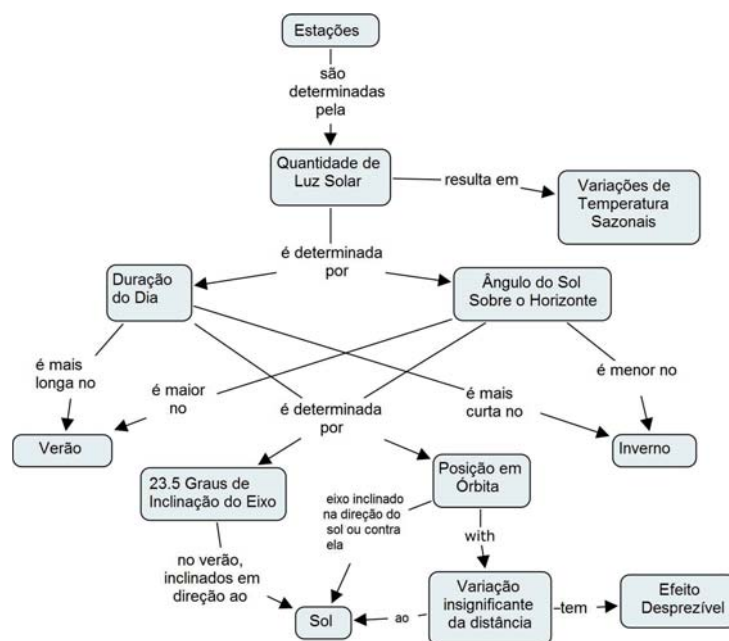 Estações
são
determinadas
pela
Quantidade de
Luz Solar
resulta em
Variações de
Temperatura
Sazonais
é determinada
por
Duração
do Dia
Ângulo do Sol
Sobre o Horizonte
é mais
longa no
é maior
no
é determinada
por
é mais
curta no
é menor no
Verão
Inverno
23.5 Graus de
Inclinação do Eixo
eixo inclinado
na direção do
sol ou contra
ela
Posição em
Órbita
with
no verão,
inclinados em
direção ao
Sol
ao
Variação
insignificante
da distância
tem
Efeito
Desprezível